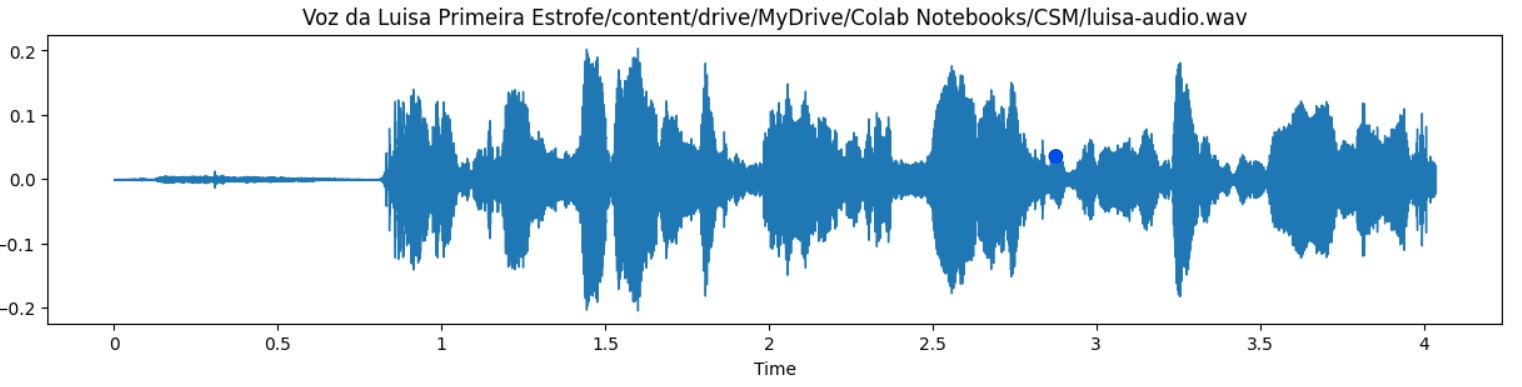 Voz da Luisa Primeira Estrofe/content/drive/MyDrive/Colab Notebooks/CSM/luisa-audio.wav
0.2
0.1
0.0
−0.1
−0.2
0 0.5 1 1.5 2 2.5 3 3.5 4
Time